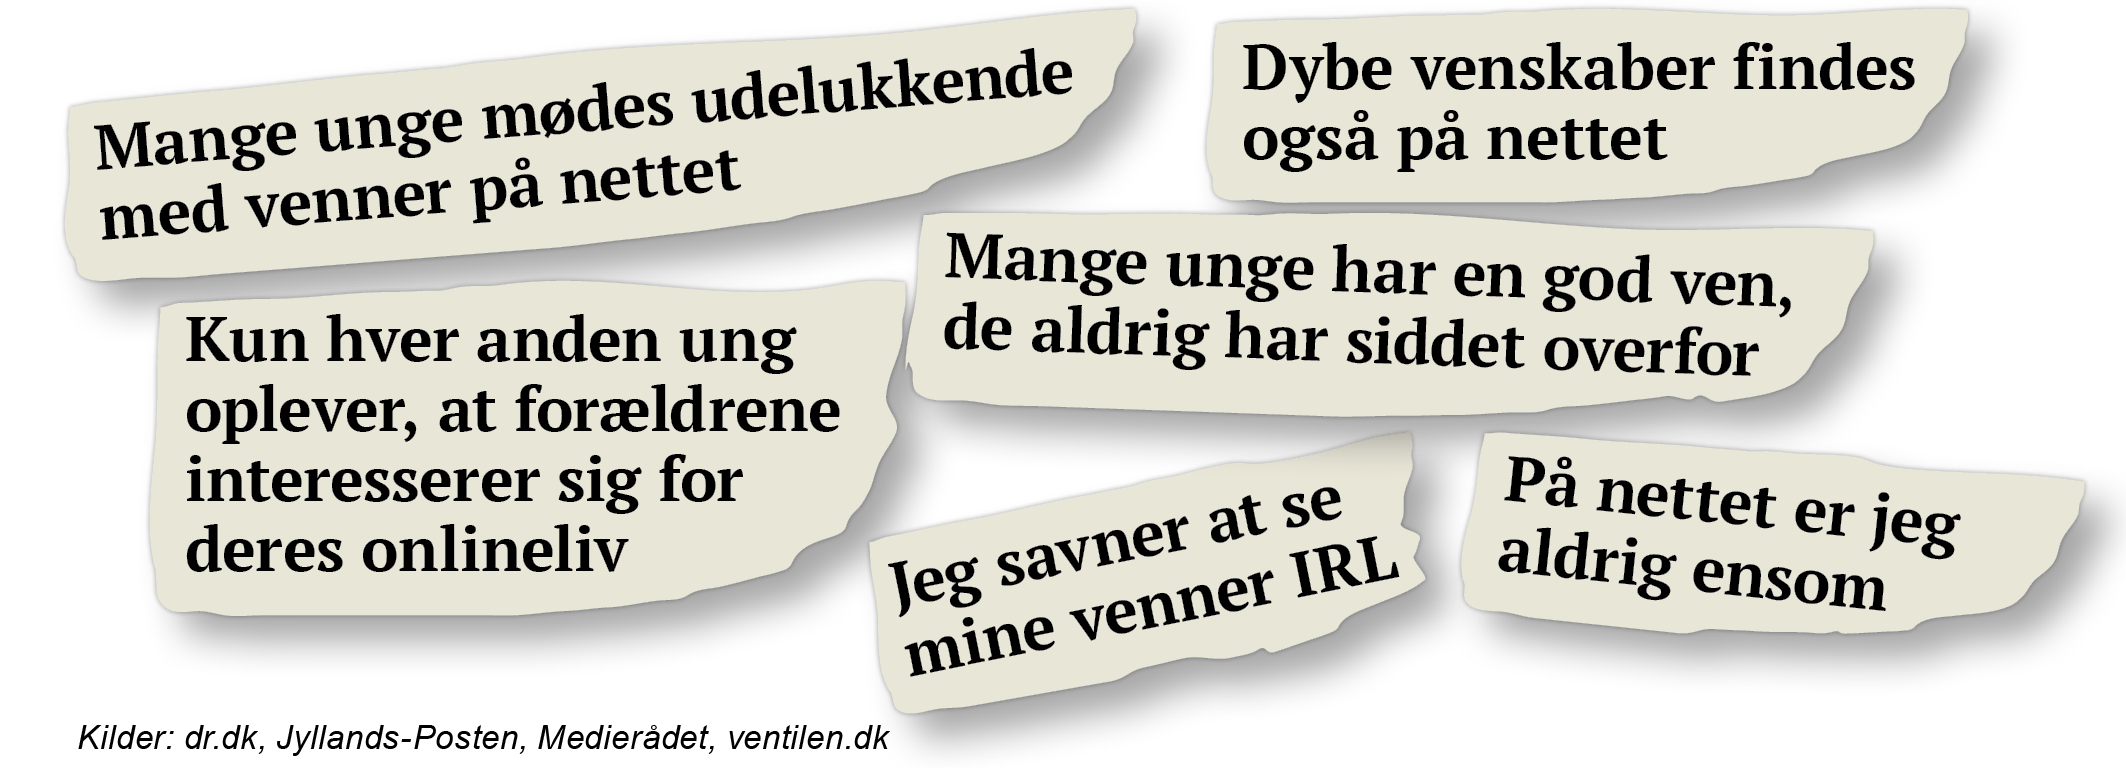 Mange unge mødes udelukkende
med venner på nettet
Dybe venskaber findes
også på nettet
Mange unge har en god ven,
de aldrig har siddet overfor
Kun hver anden ung
oplever, at forældrene
interesserer sig for
deres onlineliv
Jeg savner at se
mine venner IRL
På nettet er jeg
aldrig ensom
Kilder: dr.dk, Jyllands-Posten, Medierådet, ventilen.dk